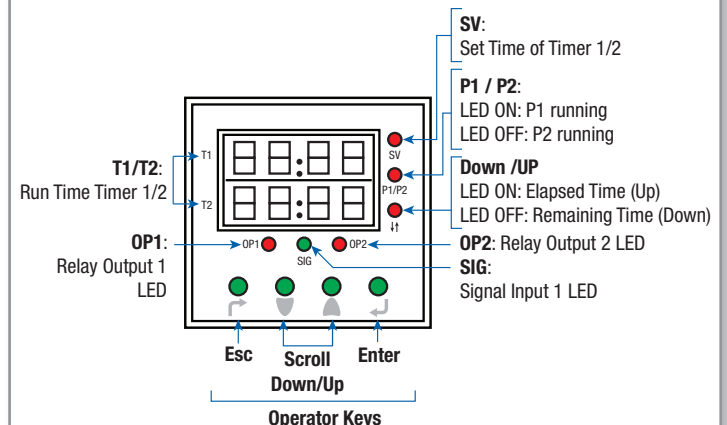 SV:
Set Time of Timer 1/2
P1 / P2:
LED ON: P1 running
LED OFF: P2 running
Down /UP
LED ON: Elapsed Time (Up)
LED OFF: Remaining Time (Down)
T1/T2:
Run Time Timer 1/2
T1
T2
SV
P1/P2
↓↑
OP1:
Relay Output 1
LED
OP1
SIG
OP2
OP2: Relay Output 2 LED
SIG:
Signal Input 1 LED
Esc
Scroll
Down/Up
Enter
Operator Keys